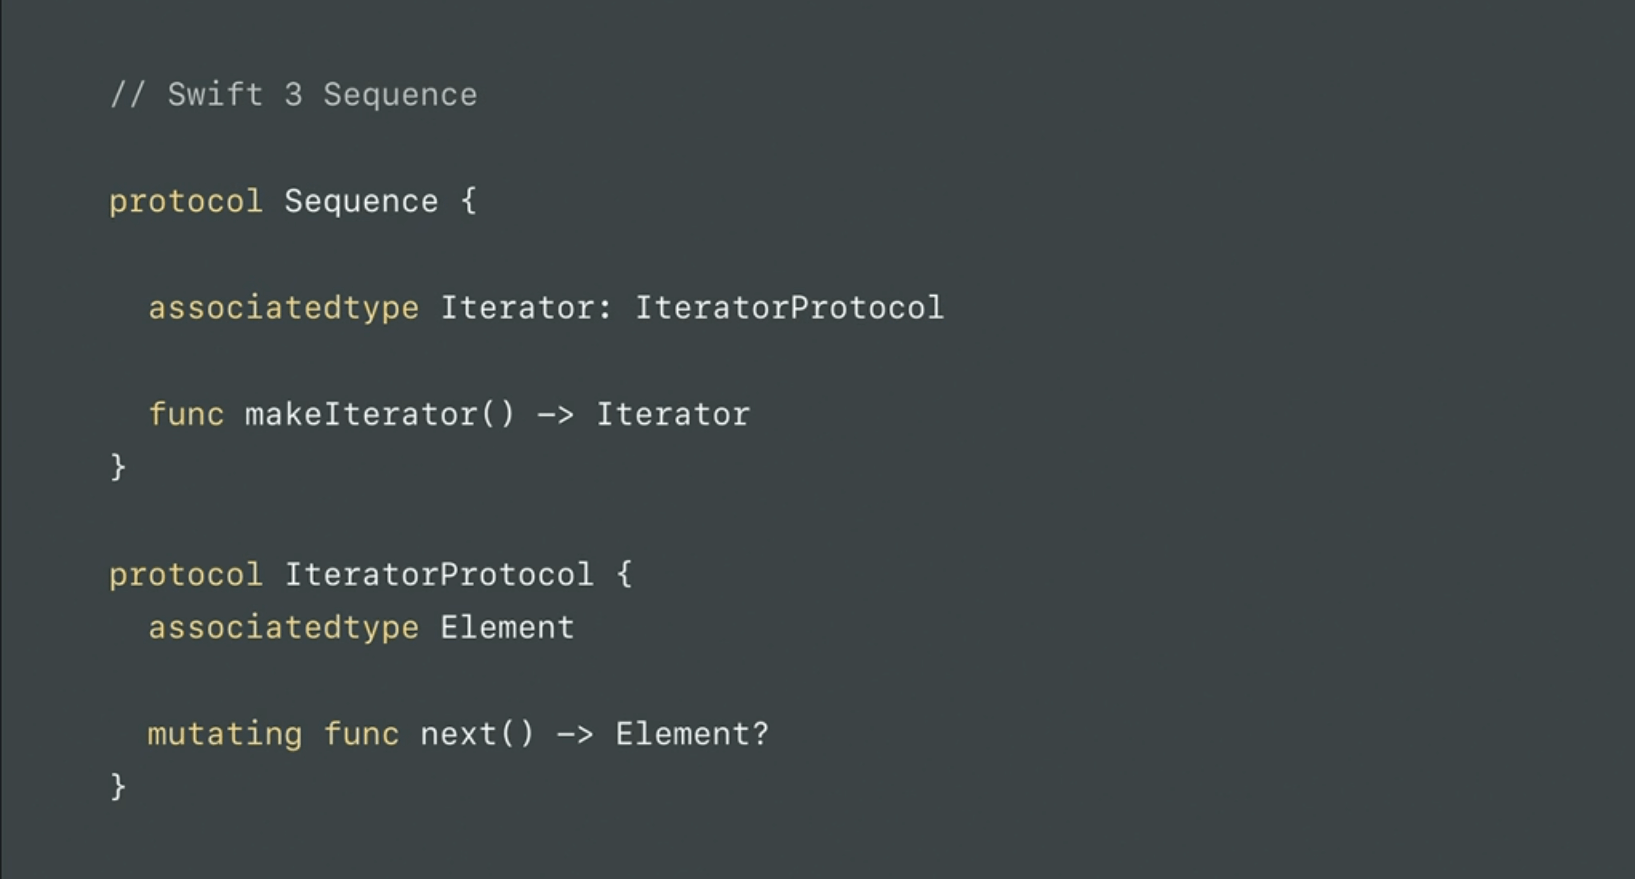 // Swift 3 Sequence
protocol Sequence {
associatedtype Iterator: IteratorProtocol
func makeIterator() -> Iterator
}
protocol IteratorProtocol {
associatedtype Element
mutating func next() -> Element?
}